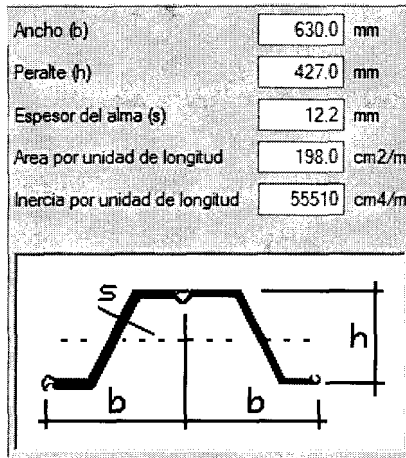 Ancho (b) 630.0 mm
Peralte (h) 427.0 mm
Espesor del alma (s) 12.2 mm
Area por unidad de longitud 198.0 cm2/m
Inercia por unidad de longitud 55510 cm4/m
s
h
b b